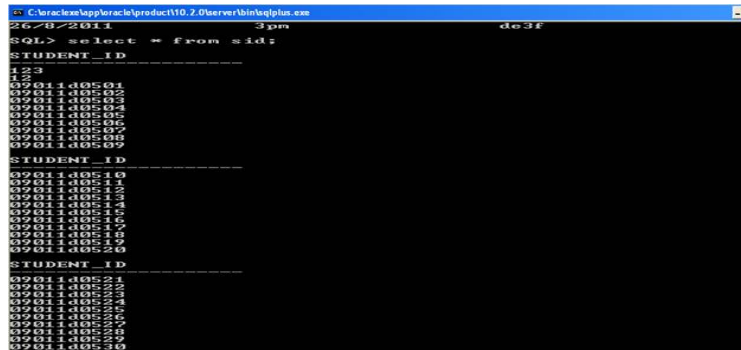 C:\oraclexe\app\oracle\product\10.2.0\server\bin\sqlplus.exe
26/8/2011 3pm de3f
SQL> select * from sid;
STUDENT_ID
--------------------
123
12
09011d0501
09011d0502
09011d0503
09011d0504
09011d0505
09011d0506
09011d0507
09011d0508
09011d0509
STUDENT_ID
--------------------
09011d0510
09011d0511
09011d0512
09011d0513
09011d0514
09011d0515
09011d0516
09011d0517
09011d0518
09011d0519
09011d0520
STUDENT_ID
--------------------
09011d0521
09011d0522
09011d0523
09011d0524
09011d0525
09011d0526
09011d0527
09011d0528
09011d0529
09011d0530